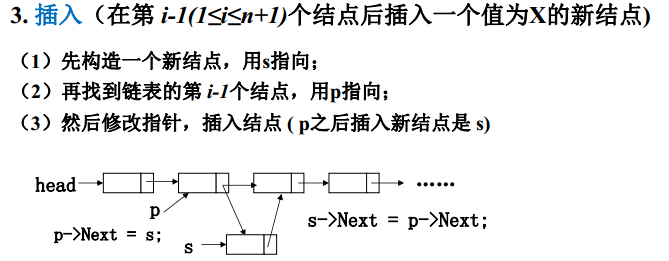 3. 插入（在第 i-1(1≤i≤n+1)个结点后插入一个值为X的新结点)
（1）先构造一个新结点，用s指向；
（2）再找到链表的第 i-1个结点，用p指向；
（3）然后修改指针，插入结点 ( p之后插入新结点是 s)
head
······
p
s->Next = p->Next;
p->Next = s;
s